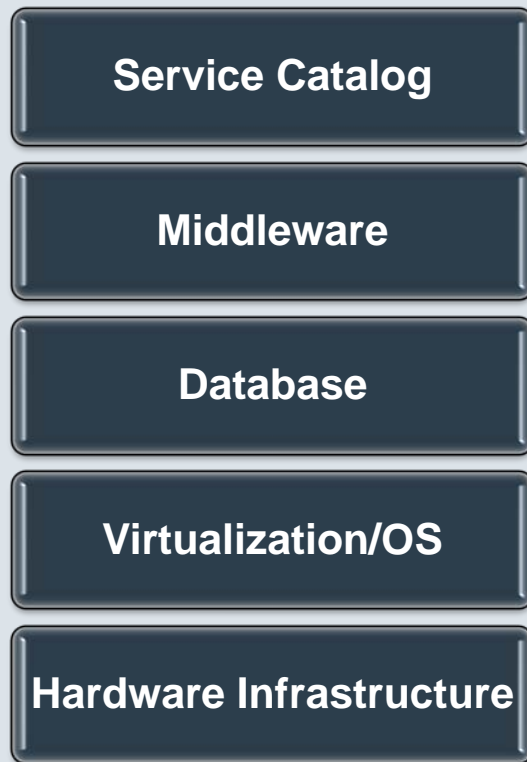 Service Catalog
Middleware
Database
Virtualization/OS
Hardware Infrastructure